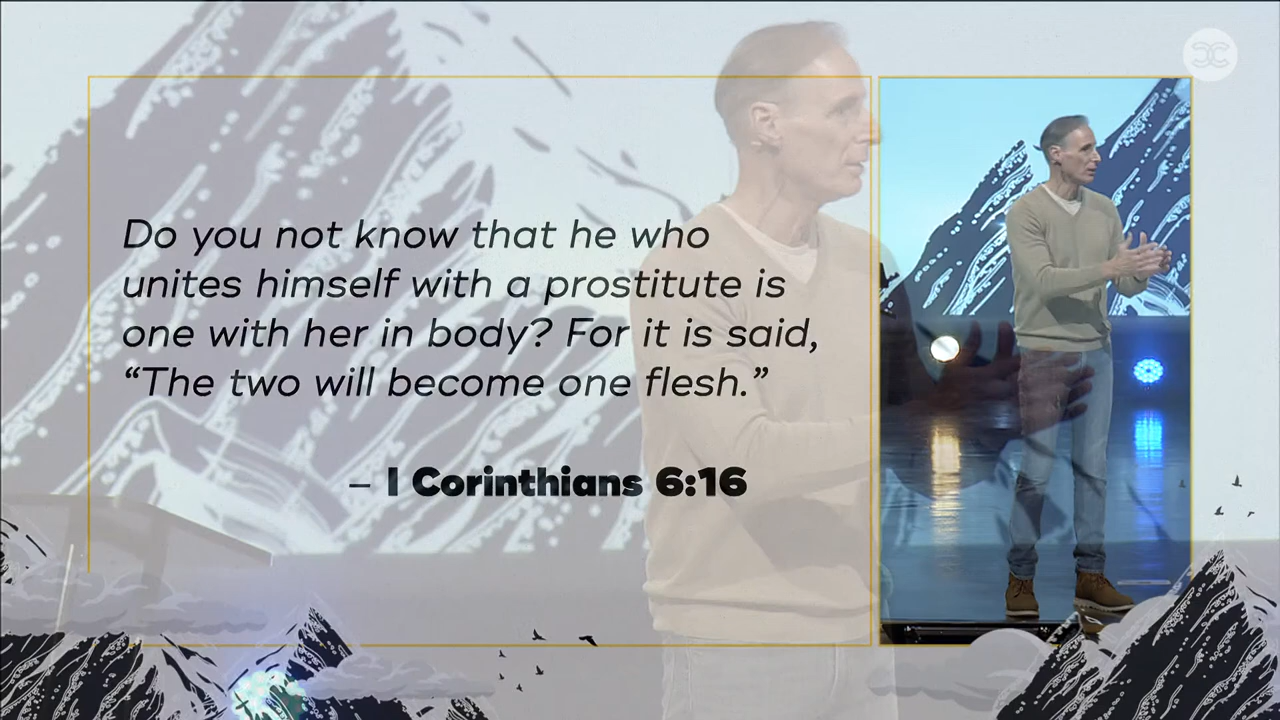 Do you not know that he who
unites himself with a prostitute is
one with her in body? For it is said,
“The two will become one flesh.”
– I Corinthians 6:16